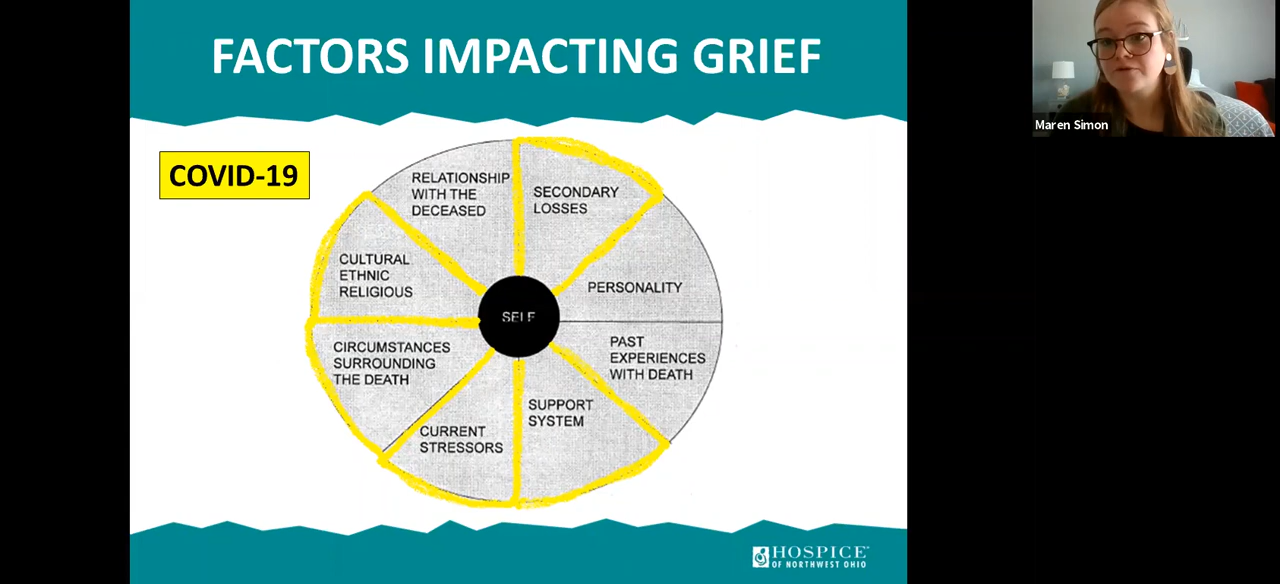 FACTORS IMPACTING GRIEF
Maren Simon
COVID-19
RELATIONSHIP
WITH THE
DECEASED
SECONDARY
LOSSES
CULTURAL
ETHNIC
RELIGIOUS
PERSONALITY
SELF
CIRCUMSTANCES
SURROUNDING
THE DEATH
PAST
EXPERIENCES
WITH DEATH
CURRENT
STRESSORS
SUPPORT
SYSTEM
HOSPICE
OF NORTHWEST OHIO